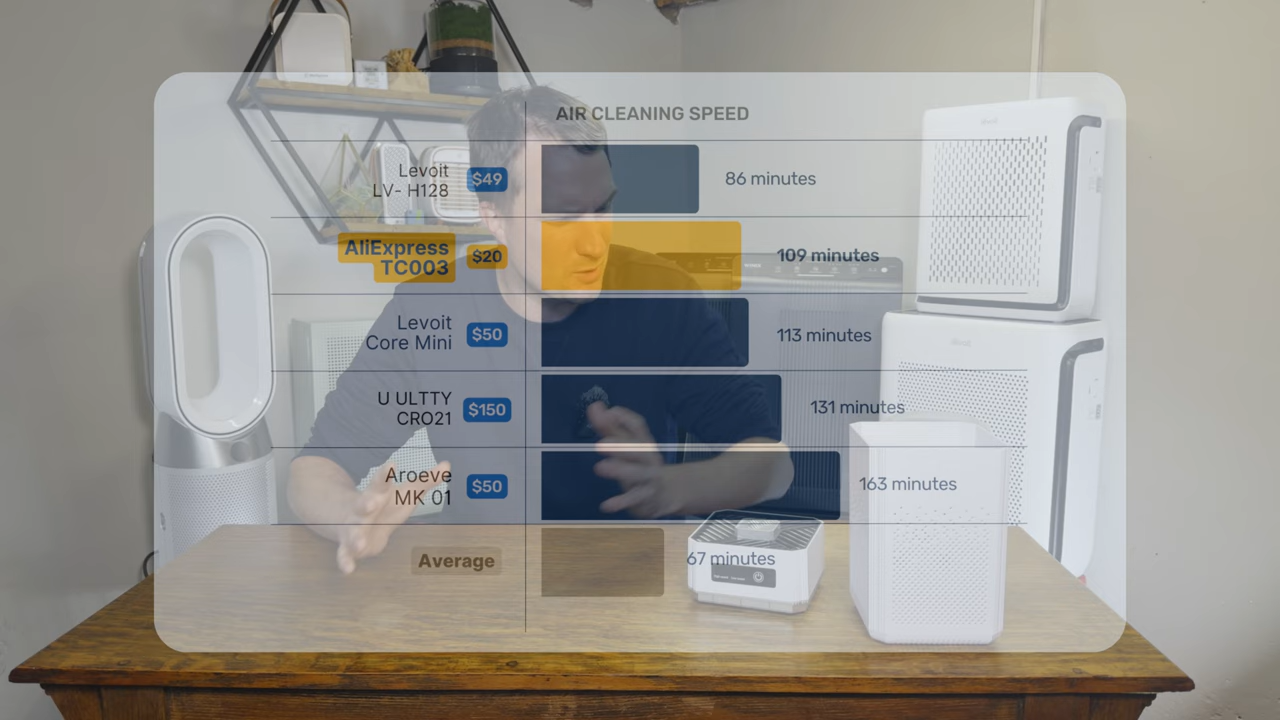 AIR CLEANING SPEED
Levoit
LV- H128
$49
86 minutes
AliExpress
TC003
$20
109 minutes
Levoit
Core Mini
$50
113 minutes
U ULTTY
CRO21
$150
131 minutes
Aroeve
MK 01
$50
163 minutes
Average
67 minutes